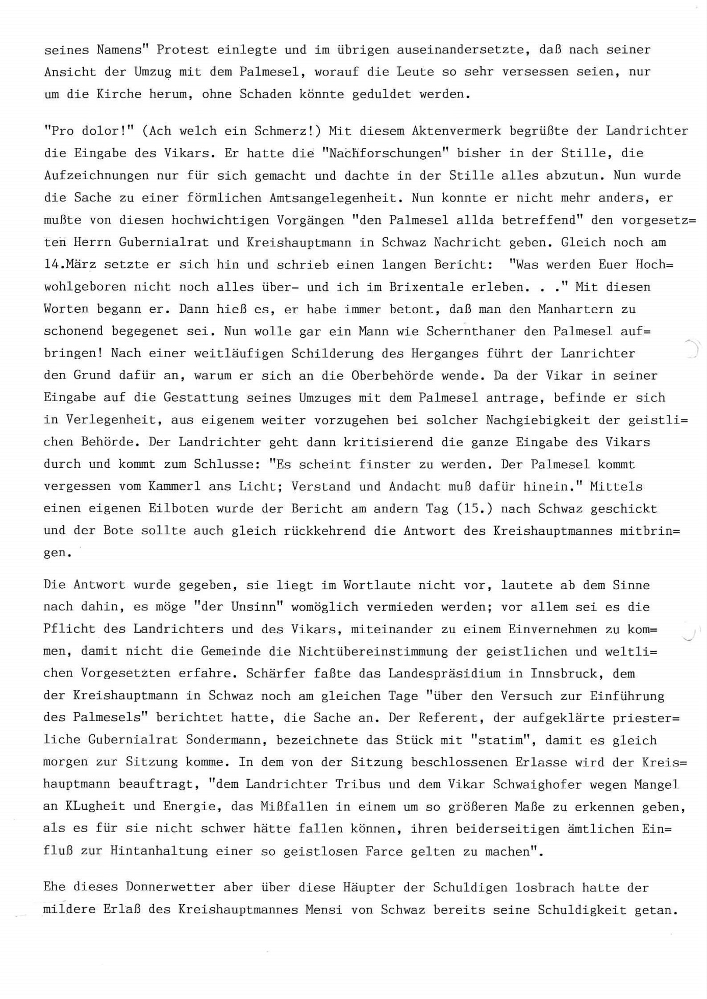 seines Namens" Protest einlegte und im übrigen auseinandersetzte, daß nach seiner
Ansicht der Umzug mit dem Palmesel, worauf die Leute so sehr versessen seien, nur
um die Kirche herum, ohne Schaden könnte geduldet werden.
"Pro dolor!" (Ach welch ein Schmerz!) Mit diesem Aktenvermerk begrüßte der Landrichter
die Eingabe des Vikars. Er hatte die "Nachforschungen" bisher in der Stille, die
Aufzeichnungen nur für sich gemacht und dachte in der Stille alles abzutun. Nun wurde
die Sache zu einer förmlichen Amtsangelegenheit. Nun konnte er nicht mehr anders, er
mußte von diesen hochwichtigen Vorgängen "den Palmesel allda betreffend" den vorgesetz=
ten Herrn Gubernialrat und Kreishauptmann in Schwaz Nachricht geben. Gleich noch am
14.März setzte er sich hin und schrieb einen langen Bericht:  "Was werden Euer Hoch=
wohlgeboren nicht noch alles über- und ich im Brixentale erleben. . ." Mit diesen
Worten begann er. Dann hieß es, er habe immer betont, daß man den Manhartern zu
schonend begegenet sei. Nun wolle gar ein Mann wie Schernthaner den Palmesel auf=
bringen! Nach einer weitläufigen Schilderung des Herganges führt der Lanrichter
den Grund dafür an, warum er sich an die Oberbehörde wende. Da der Vikar in seiner
Eingabe auf die Gestattung seines Umzuges mit dem Palmesel antrage, befinde er sich
in Verlegenheit, aus eigenem weiter vorzugehen bei solcher Nachgiebigkeit der geistli=
chen Behörde. Der Landrichter geht dann kritisierend die ganze Eingabe des Vikars
durch und kommt zum Schlusse: "Es scheint finster zu werden. Der Palmesel kommt
vergessen vom Kammerl ans Licht; Verstand und Andacht muß dafür hinein." Mittels
einen eigenen Eilboten wurde der Bericht am andern Tag (15.) nach Schwaz geschickt
und der Bote sollte auch gleich rückkehrend die Antwort des Kreishauptmannes mitbrin=
gen.
Die Antwort wurde gegeben, sie liegt im Wortlaute nicht vor, lautete ab dem Sinne
nach dahin, es möge "der Unsinn" womöglich vermieden werden; vor allem sei es die
Pflicht des Landrichters und des Vikars, miteinander zu einem Einvernehmen zu kom=
men, damit nicht die Gemeinde die Nichtübereinstimmung der geistlichen und weltli=
chen Vorgesetzten erfahre. Schärfer faßte das Landespräsidium in Innsbruck, dem
der Kreishauptmann in Schwaz noch am gleichen Tage "über den Versuch zur Einführung
des Palmesels" berichtet hatte, die Sache an. Der Referent, der aufgeklärte priester=
liche Gubernialrat Sondermann, bezeichnete das Stück mit "statim", damit es gleich
morgen zur Sitzung komme. In dem von der Sitzung beschlossenen Erlasse wird der Kreis=
hauptmann beauftragt, "dem Landrichter Tribus und dem Vikar Schwaighofer wegen Mangel
an KLugheit und Energie, das Mißfallen in einem um so größeren Maße zu erkennen geben,
als es für sie nicht schwer hätte fallen können, ihren beiderseitigen ämtlichen Ein=
fluß zur Hintanhaltung einer so geistlosen Farce gelten zu machen".
Ehe dieses Donnerwetter aber über diese Häupter der Schuldigen losbrach hatte der
mildere Erlaß des Kreishauptmannes Mensi von Schwaz bereits seine Schuldigkeit getan.